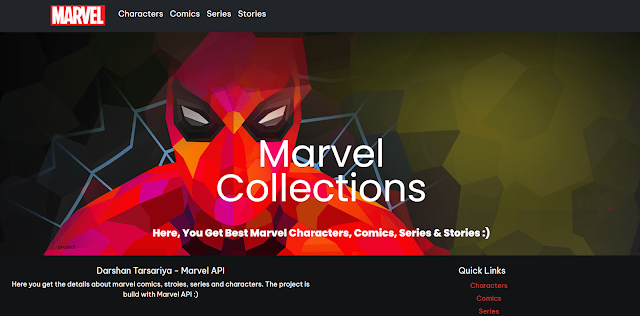 MARVEL Characters Comics Series Stories
Marvel
Collections
Here, You Get Best Marvel Characters, Comics, Series & Stories :)
Darshan Tarsariya - Marvel API
Here you get the details about marvel comics, stroies, series and characters. The project is
build with Marvel API :)
Quick Links
Characters
Comics
Series